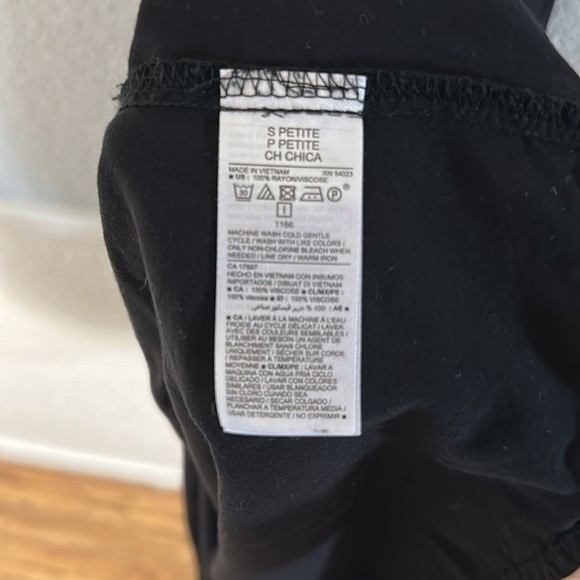 S PETITE
P PETITE
CH CHICA
MADE IN VIETNAM RN 54023
■ US: 100% RAYON/VISCOSE
30 P ®
I
1166
MACHINE WASH COLD GENTLE
CYCLE / WASH WITH LIKE COLORS /
ONLY NON-CHLORINE BLEACH WHEN
NEEDED / LINE DRY / WARM IRON
CA 17897
HECHO EN VIETNAM CON INSUMOS
IMPORTADOS / DIBUAT DI VIETNAM
■ CA : 100% VISCOSE ■ CL/MX/PE :
100% viscosa ■ ID : 100% VISCOSE
■ AE : 100%
■ CA : LAVER À LA MACHINE À L'EAU
FROIDE AU CYCLE DÉLICAT / LAVER
AVEC DES COULEURS SEMBLABLES /
UTILISER AU BESOIN UN AGENT DE
BLANCHIMENT SANS CHLORE
UNIQUEMENT / SÉCHER SUR CORDE
/ REPASSER À TEMPÉRATURE
MOYENNE ■ CL/MX/PE : LAVAR A
MAQUINA CON AGUA FRIA CICLO
DELICADO / LAVAR CON COLORES
SIMILARES / USAR BLANQUEADOR
SIN CLORO CUANDO SEA
NECESARIO / SECAR COLGADO /
PLANCHAR A TEMPERATURA MEDIA /
USAR DETERGENTE / NO EXPRIMIR ■